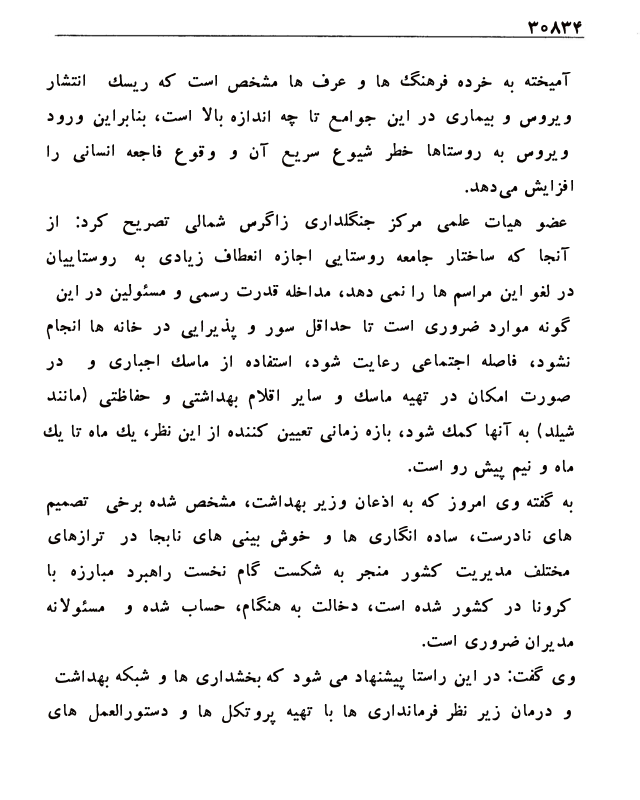 ۳۰۸۳۴
آمیخته به خرده فرهنگ ها و عرف ها مشخص است که ریسک انتشار
ویروس و بیماری در این جوامع تا چه اندازه بالا است، بنابراین ورود
ویروس به روستاها خطر شیوع سریع آن و وقوع فاجعه انسانی را
افزایش می‌دهد.
عضو هیات علمی مرکز جنگلداری زاگرس شمالی تصریح کرد: از
آنجا که ساختار جامعه روستایی اجازه انعطاف زیادی به روستاییان
در لغو این مراسم ها را نمی دهد، مداخله قدرت رسمی و مسئولین در این
گونه موارد ضروری است تا حداقل سور و پذیرایی در خانه ها انجام
نشود، فاصله اجتماعی رعایت شود، استفاده از ماسک اجباری و در
صورت امکان در تهیه ماسک و سایر اقلام بهداشتی و حفاظتی (مانند
شیلد) به آنها کمک شود، بازه زمانی تعیین کننده از این نظر، یک ماه تا یک
ماه و نیم پیش رو است.
به گفته وی امروز که به اذعان وزیر بهداشت، مشخص شده برخی تصمیم
های نادرست، ساده انگاری ها و خوش بینی های نابجا در ترازهای
مختلف مدیریت کشور منجر به شکست گام نخست راهبرد مبارزه با
کرونا در کشور شده است، دخالت به هنگام، حساب شده و مسئولانه
مدیران ضروری است.
وی گفت: در این راستا پیشنهاد می شود که بخشداری ها و شبکه بهداشت
و درمان زیر نظر فرمانداری ها با تهیه پروتکل ها و دستورالعمل های